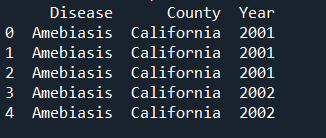 Disease County Year
0 Amebiasis California 2001
1 Amebiasis California 2001
2 Amebiasis California 2001
3 Amebiasis California 2002
4 Amebiasis California 2002